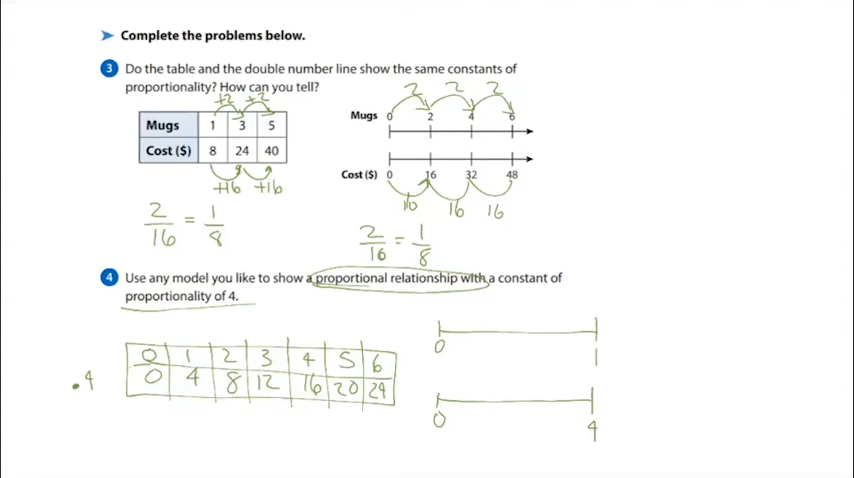 Complete the problems below.
3 Do the table and the double number line show the same constants of
proportionality? How can you tell?
+2 +2
Mugs 1 3 5
Cost ($) 8 24 40
+16 +16
2/16 = 1/8
2 2 2
Mugs 0 2 4 6
Cost ($) 0 16 32 48
16 16 16
2/16 = 1/8
4 Use any model you like to show a proportional relationship with a constant of
proportionality of 4.
0 1 2 3 4 5 6
0 4 8 12 16 20 24
•4
0 1
0 4